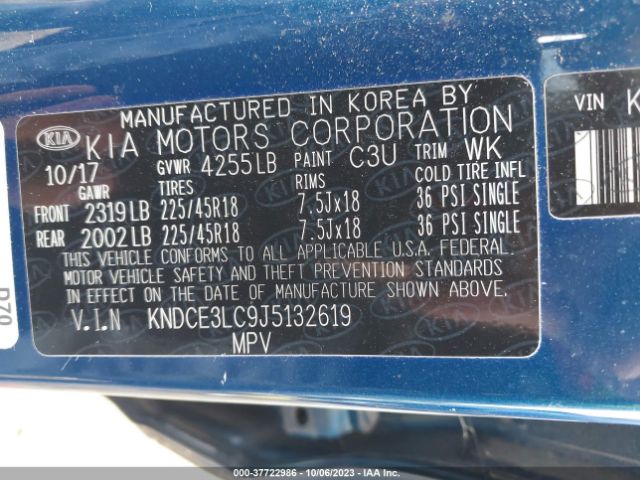 MANUFACTURED IN KOREA BY
KIA KIA MOTORS CORPORATION
10/17 GVWR 4255LB PAINT C3U TRIM WK
GAWR TIRES RIMS COLD TIRE INFL
FRONT 2319LB 225/45R18 7.5Jx18 36 PSI SINGLE
REAR 2002LB 225/45R18 7.5Jx18 36 PSI SINGLE
THIS VEHICLE CONFORMS TO ALL APPLICABLE U.S.A. FEDERAL
MOTOR VEHICLE SAFETY AND THEFT PREVENTION STANDARDS
IN EFFECT ON THE DATE OF MANUFACTURE SHOWN ABOVE.
V.I.N KNDCE3LC9J5132619
MPV
VIN K
000-37722986 - 10/06/2023 - IAA Inc.